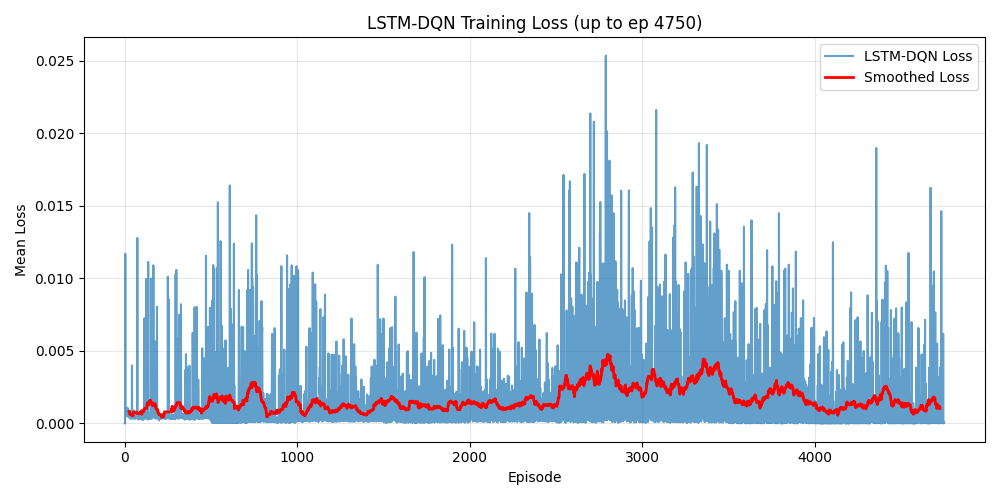 LSTM-DQN Training Loss (up to ep 4750)
LSTM-DQN Loss
Smoothed Loss
Mean Loss
0.025
0.020
0.015
0.010
0.005
0.000
0
1000
2000
3000
4000
Episode